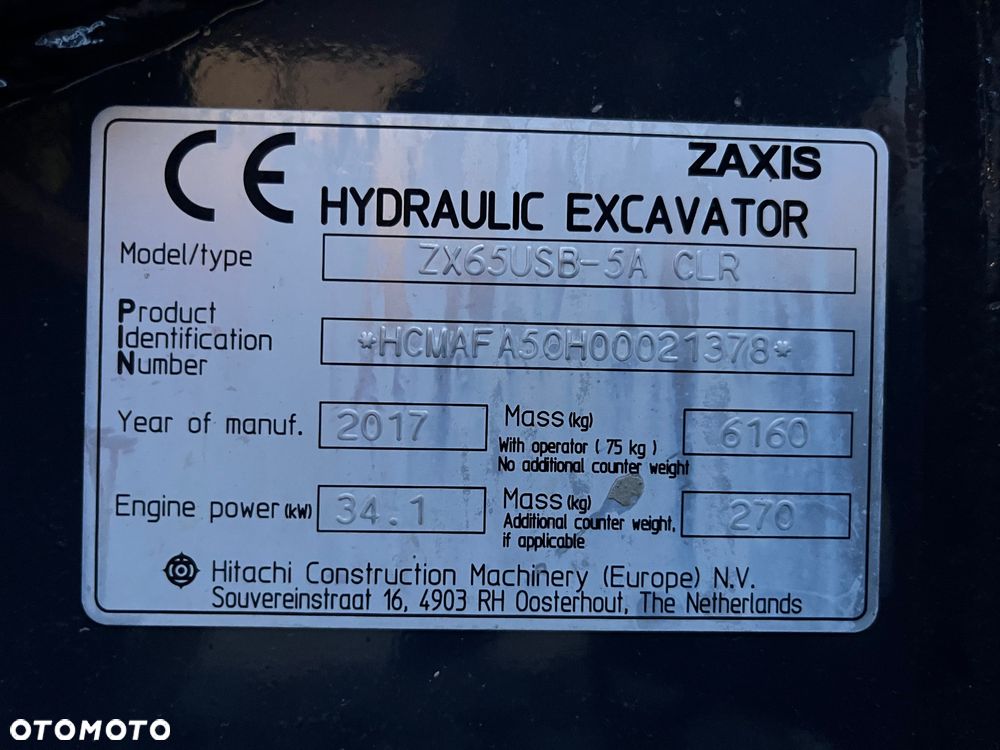 CE ZAXIS
HYDRAULIC EXCAVATOR
Model/type ZX65USB-5A CLR
Product
Identification
Number *HCMAFA50H00021378*
Year of manuf. 2017 Mass (kg) 6160
With operator (75 kg)
No additional counter weight
Engine power (kW) 34.1 Mass (kg) 270
Additional counter weight,
if applicable
Hitachi Construction Machinery (Europe) N.V.
Souvereinstraat 16, 4903 RH Oosterhout, The Netherlands
OTOMOTO